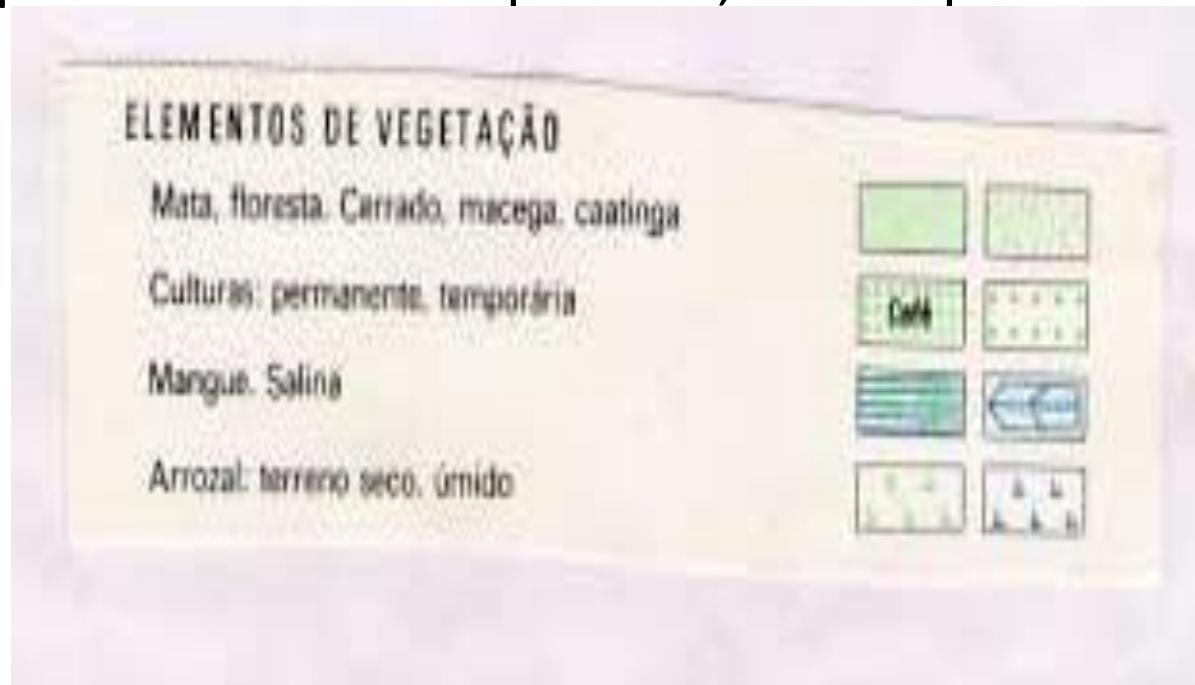 ELEMENTOS DE VEGETAÇÃO
Mata, floresta. Cerrado, macega, caatinga
Culturas: permanente, temporária
Café
Mangue. Salina
Arrozal: terreno seco, úmido